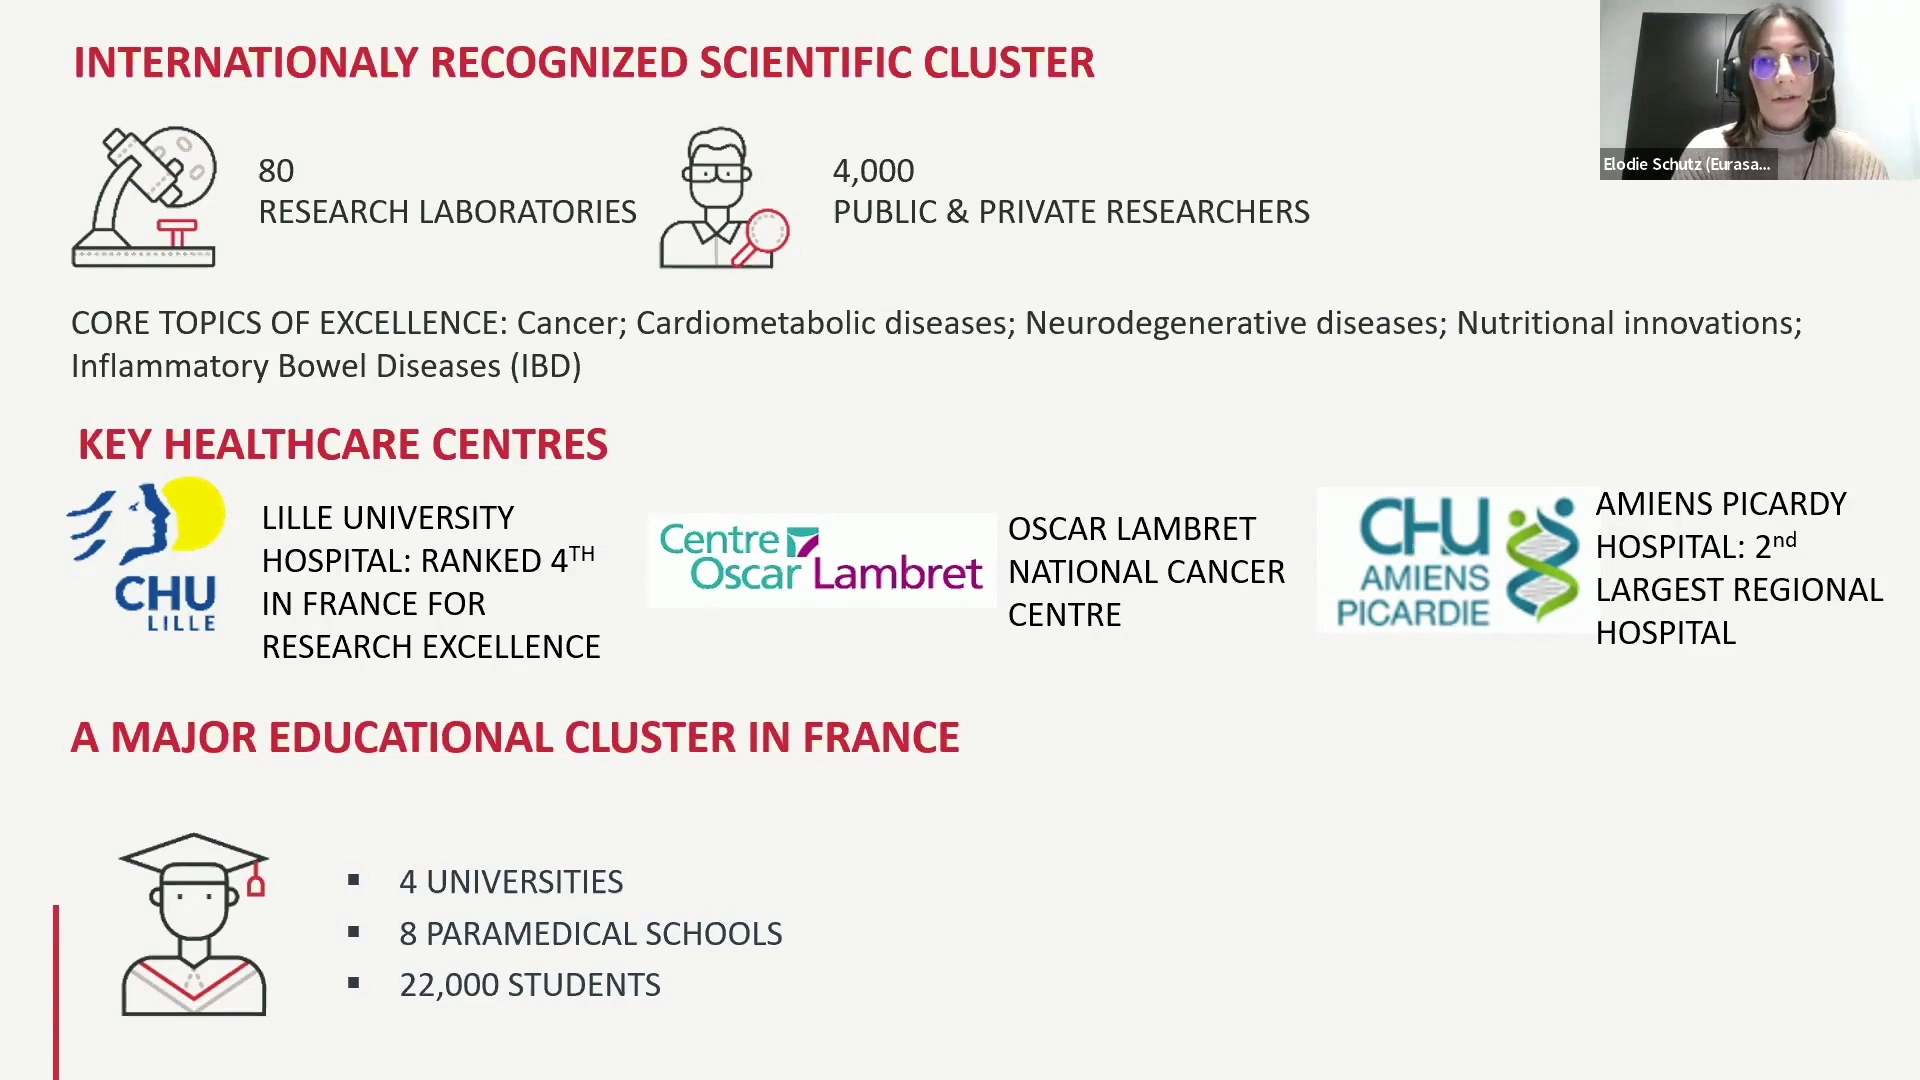 INTERNATIONALY RECOGNIZED SCIENTIFIC CLUSTER
Elodie Schutz (Eurasa...
80
RESEARCH LABORATORIES
4,000
PUBLIC & PRIVATE RESEARCHERS
CORE TOPICS OF EXCELLENCE: Cancer; Cardiometabolic diseases; Neurodegenerative diseases; Nutritional innovations;
Inflammatory Bowel Diseases (IBD)
KEY HEALTHCARE CENTRES
CHU
LILLE
LILLE UNIVERSITY
HOSPITAL: RANKED 4TH
IN FRANCE FOR
RESEARCH EXCELLENCE
Centre
Oscar Lambret
OSCAR LAMBRET
NATIONAL CANCER
CENTRE
CHU
AMIENS
PICARDIE
AMIENS PICARDY
HOSPITAL: 2nd
LARGEST REGIONAL
HOSPITAL
A MAJOR EDUCATIONAL CLUSTER IN FRANCE
▪ 4 UNIVERSITIES
▪ 8 PARAMEDICAL SCHOOLS
▪ 22,000 STUDENTS